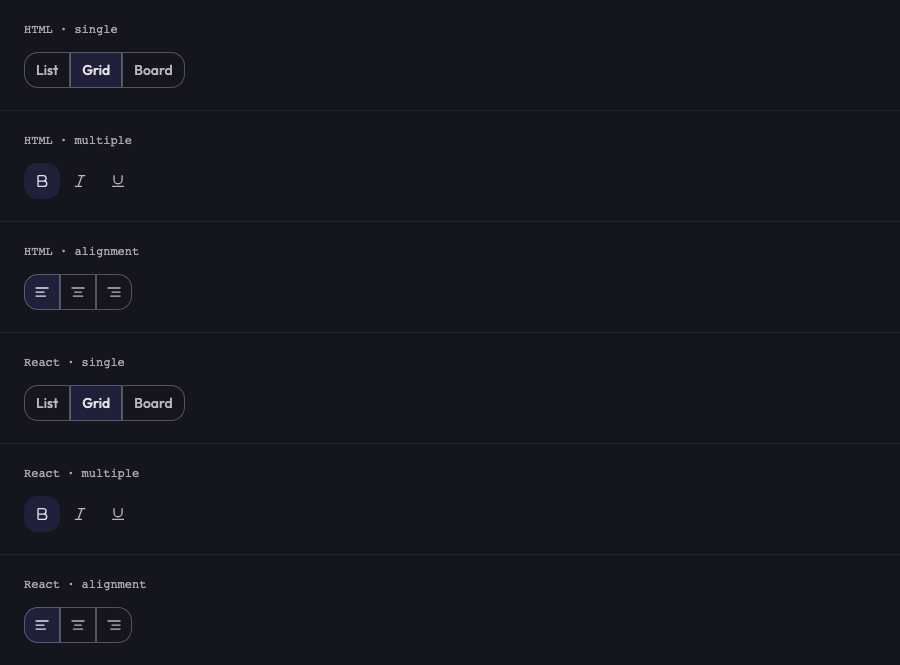 HTML · single
List Grid Board
HTML · multiple
B I U
HTML · alignment
React · single
List Grid Board
React · multiple
B I U
React · alignment